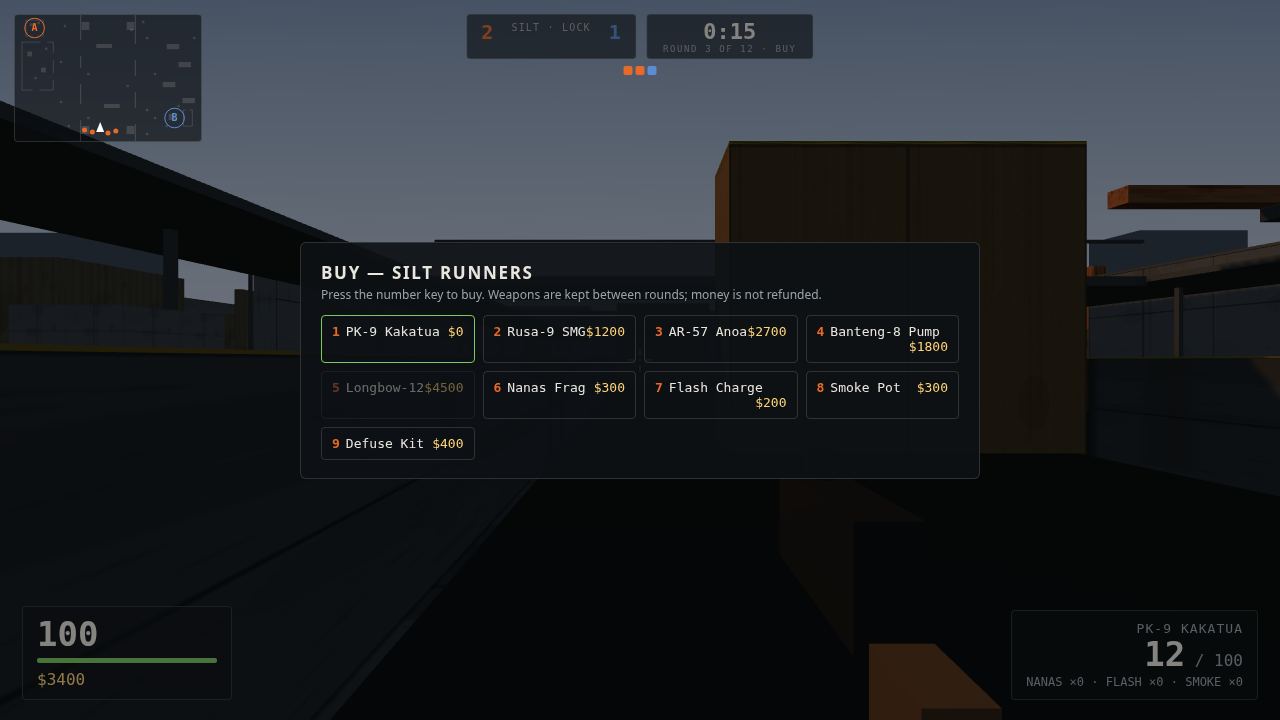 A
B
2 SILT · LOCK 1
0:15
ROUND 3 OF 12 · BUY
BUY — SILT RUNNERS
Press the number key to buy. Weapons are kept between rounds; money is not refunded.
1 PK-9 Kakatua $0
2 Rusa-9 SMG $1200
3 AR-57 Anoa $2700
4 Banteng-8 Pump
$1800
5 Longbow-12 $4500
6 Nanas Frag $300
7 Flash Charge
$200
8 Smoke Pot $300
9 Defuse Kit $400
100
$3400
PK-9 KAKATUA
12 / 100
NANAS ×0 · FLASH ×0 · SMOKE ×0